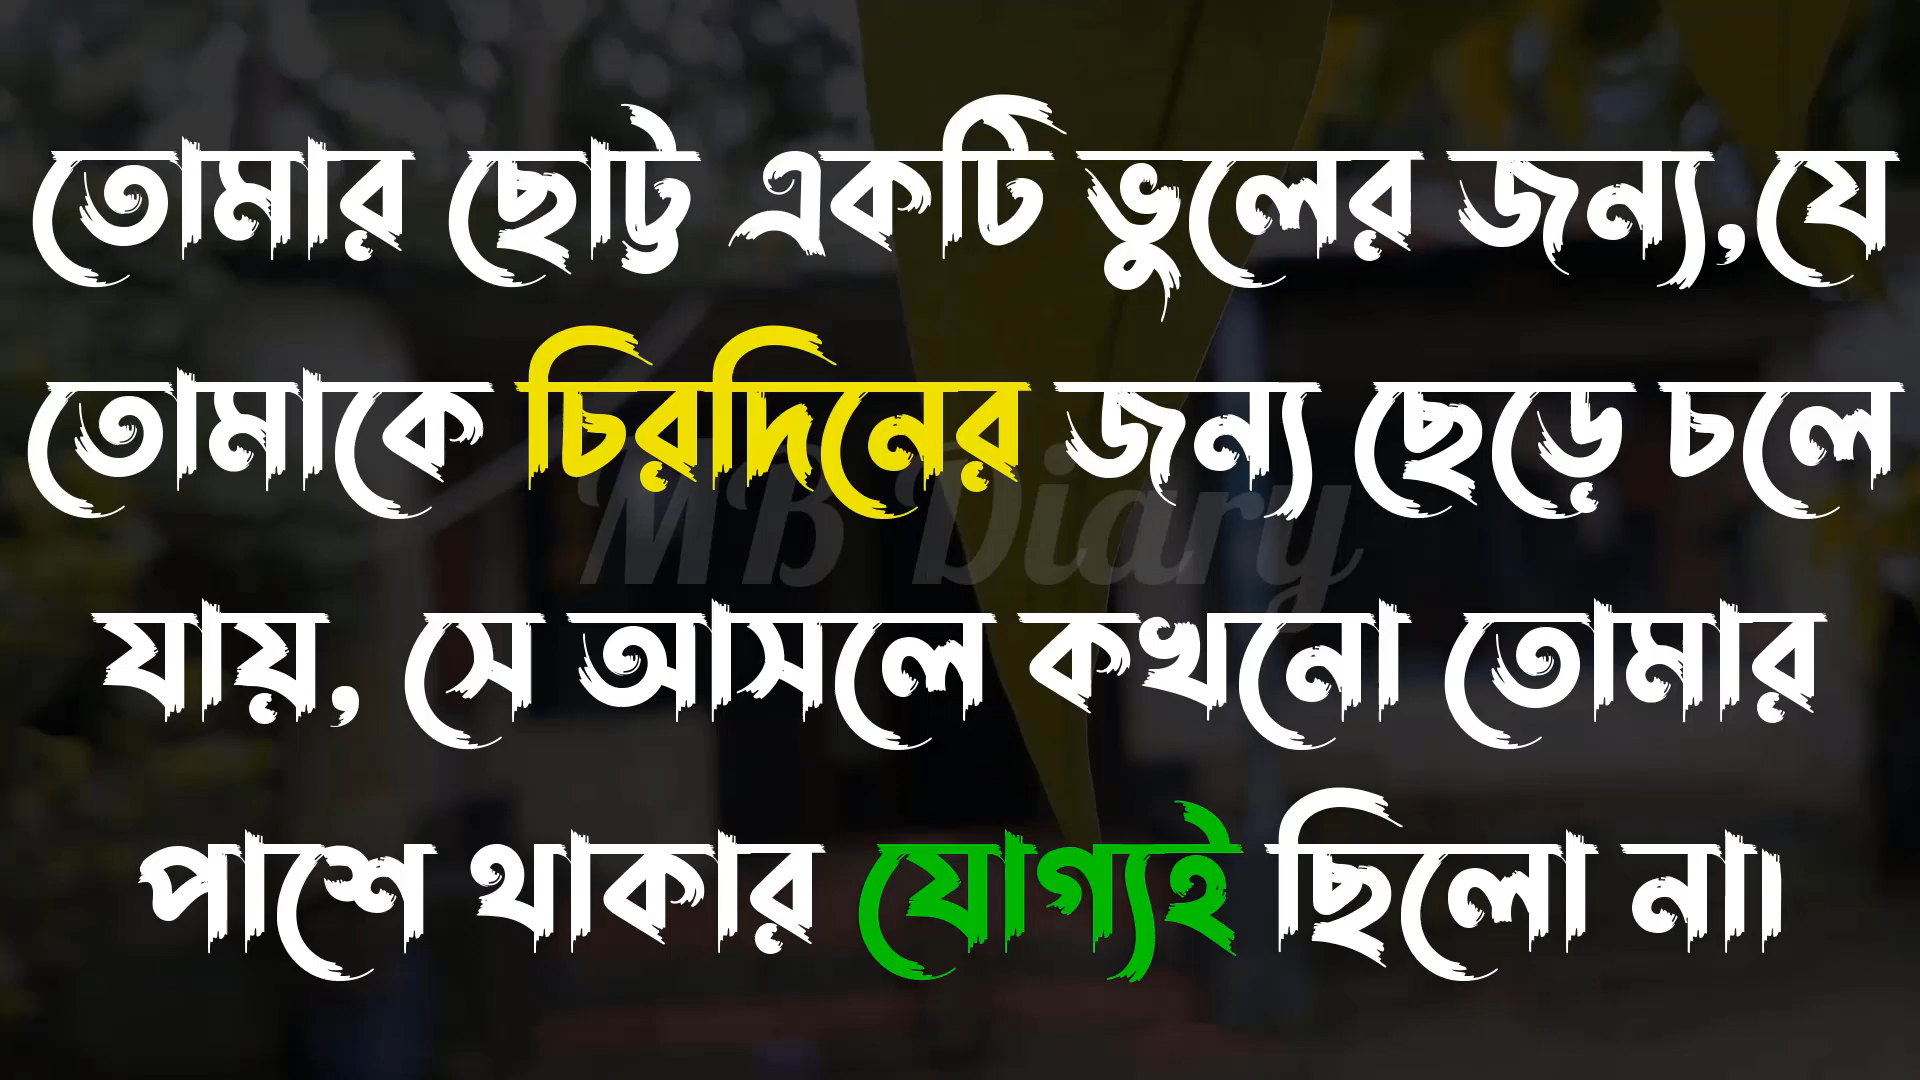 তোমার ছোট্ট একটি ভুলের জন্য,যে
তোমাকে চিরদিনের জন্য ছেড়ে চলে
MB Diary
যায়, সে আসলে কখনো তোমার
পাশে থাকার যোগ্যই ছিলো না।